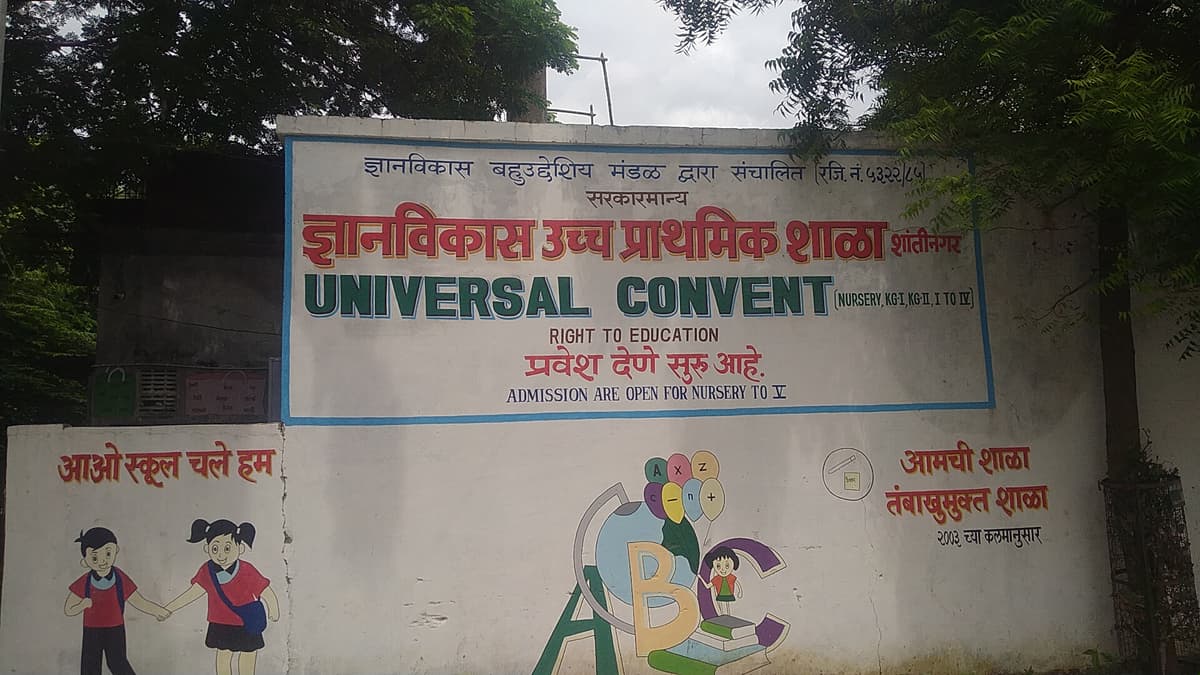 ज्ञानविकास बहुउद्देशिय मंडळ द्वारा संचालित (रजि. नं. ५३२२/८५)
सरकारमान्य
ज्ञानविकास उच्च प्राथमिक शाळा शांतीनगर
UNIVERSAL CONVENT (NURSERY, KG-I, KG-II, I TO IV)
RIGHT TO EDUCATION
प्रवेश देणे सुरु आहे.
ADMISSION ARE OPEN FOR NURSERY TO V
आओ स्कूल चले हम
A X Z
C - n +
A B C
आमची शाळा
तंबाखुमुक्त शाळा
२००३ च्या कलमानुसार